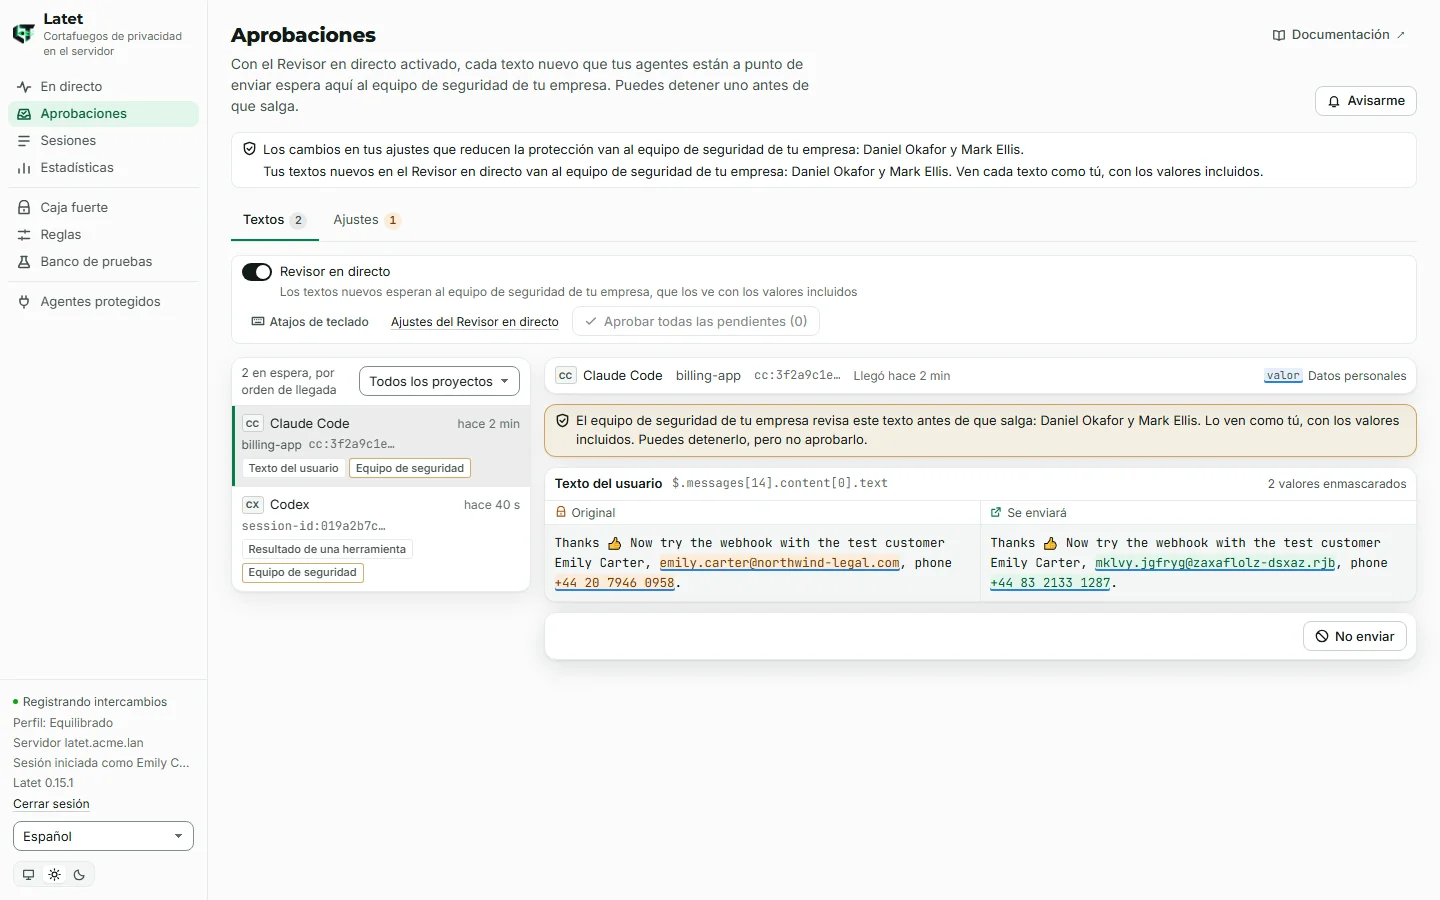 Latet
Cortafuegos de privacidad
en el servidor
En directo
Aprobaciones
Sesiones
Estadísticas
Caja fuerte
Reglas
Banco de pruebas
Agentes protegidos
Registrando intercambios
Perfil: Equilibrado
Servidor latet.acme.lan
Sesión iniciada como Emily C...
Latet 0.15.1
Cerrar sesión
Español
Aprobaciones
Documentación ↗
Con el Revisor en directo activado, cada texto nuevo que tus agentes están a punto de
enviar espera aquí al equipo de seguridad de tu empresa. Puedes detener uno antes de
que salga.
Avisarme
Los cambios en tus ajustes que reducen la protección van al equipo de seguridad de tu empresa: Daniel Okafor y Mark Ellis.
Tus textos nuevos en el Revisor en directo van al equipo de seguridad de tu empresa: Daniel Okafor y Mark Ellis. Ven cada texto como tú, con los valores incluidos.
Textos 2 Ajustes 1
Revisor en directo
Los textos nuevos esperan al equipo de seguridad de tu empresa, que los ve con los valores incluidos
Atajos de teclado Ajustes del Revisor en directo Aprobar todas las pendientes (0)
2 en espera, por
orden de llegada
Todos los proyectos
CC Claude Code hace 2 min
billing-app cc:3f2a9c1e…
Texto del usuario Equipo de seguridad
CX Codex hace 40 s
session-id:019a2b7c…
Resultado de una herramienta
Equipo de seguridad
CC Claude Code billing-app cc:3f2a9c1e… Llegó hace 2 min valor Datos personales
El equipo de seguridad de tu empresa revisa este texto antes de que salga: Daniel Okafor y Mark Ellis. Lo ven como tú, con los valores
incluidos. Puedes detenerlo, pero no aprobarlo.
Texto del usuario $.messages[14].content[0].text 2 valores enmascarados
Original
Thanks 👍 Now try the webhook with the test customer
Emily Carter, emily.carter@northwind-legal.com, phone
+44 20 7946 0958.
Se enviará
Thanks 👍 Now try the webhook with the test customer
Emily Carter, mklvy.jgfryg@zaxaflolz-dsxaz.rjb, phone
+44 83 2133 1287.
No enviar